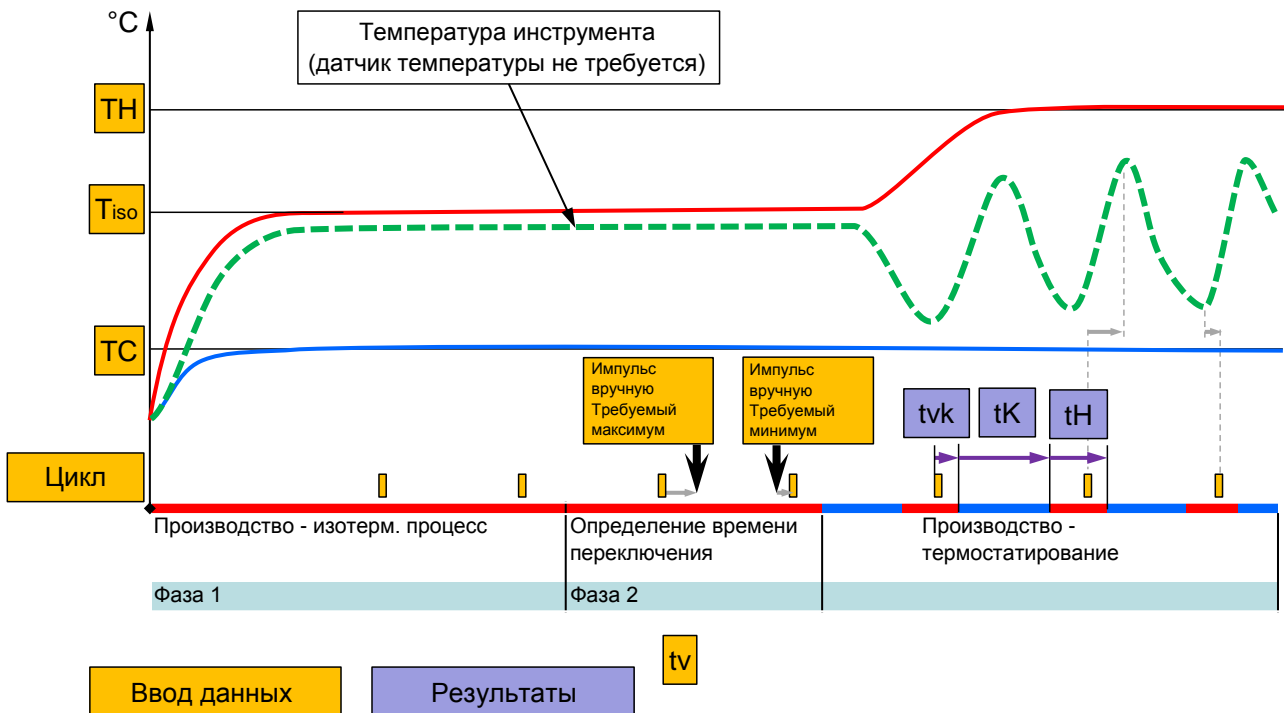 °C
Температура инструмента
(датчик температуры не требуется)
TH
Tiso
TC
Импульс
вручную
Требуемый
максимум
Импульс
вручную
Требуемый
минимум
tvk
tK
tH
Цикл
Производство - изотерм. процесс
Определение времени
переключения
Производство -
термостатирование
Фаза 1
Фаза 2
tv
Ввод данных
Результаты